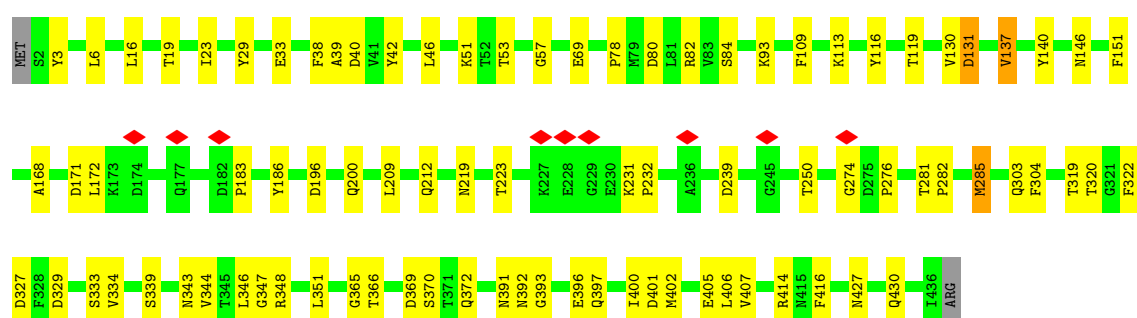 MET S2 Y3 L6 L16 T19 I23 Y29 E33 F38 A39 D40 V41 Y42 L46 K51 T52 T53 G57 E69 P78 M79 D80 L81 R82 V83 S84 K93 F109 K113 Y116 T119 V130 D131 V137 Y140 N146 F151
A168 D171 L172 K173 D174 Q177 D182 P183 Y186 D196 Q200 L209 Q212 N219 T223 K227 E228 G229 E230 K231 P232 A236 D239 G245 T250 G274 D275 P276 T281 P282 M285 Q303 F304 T319 T320 G321 F322
D327 F328 D329 S333 V334 S339 N343 V344 T345 L346 G347 R348 L351 G365 T366 D369 S370 T371 Q372 N391 N392 G393 E396 Q397 I400 D401 M402 E405 L406 V407 R414 N415 F416 N427 Q430 I436 ARG